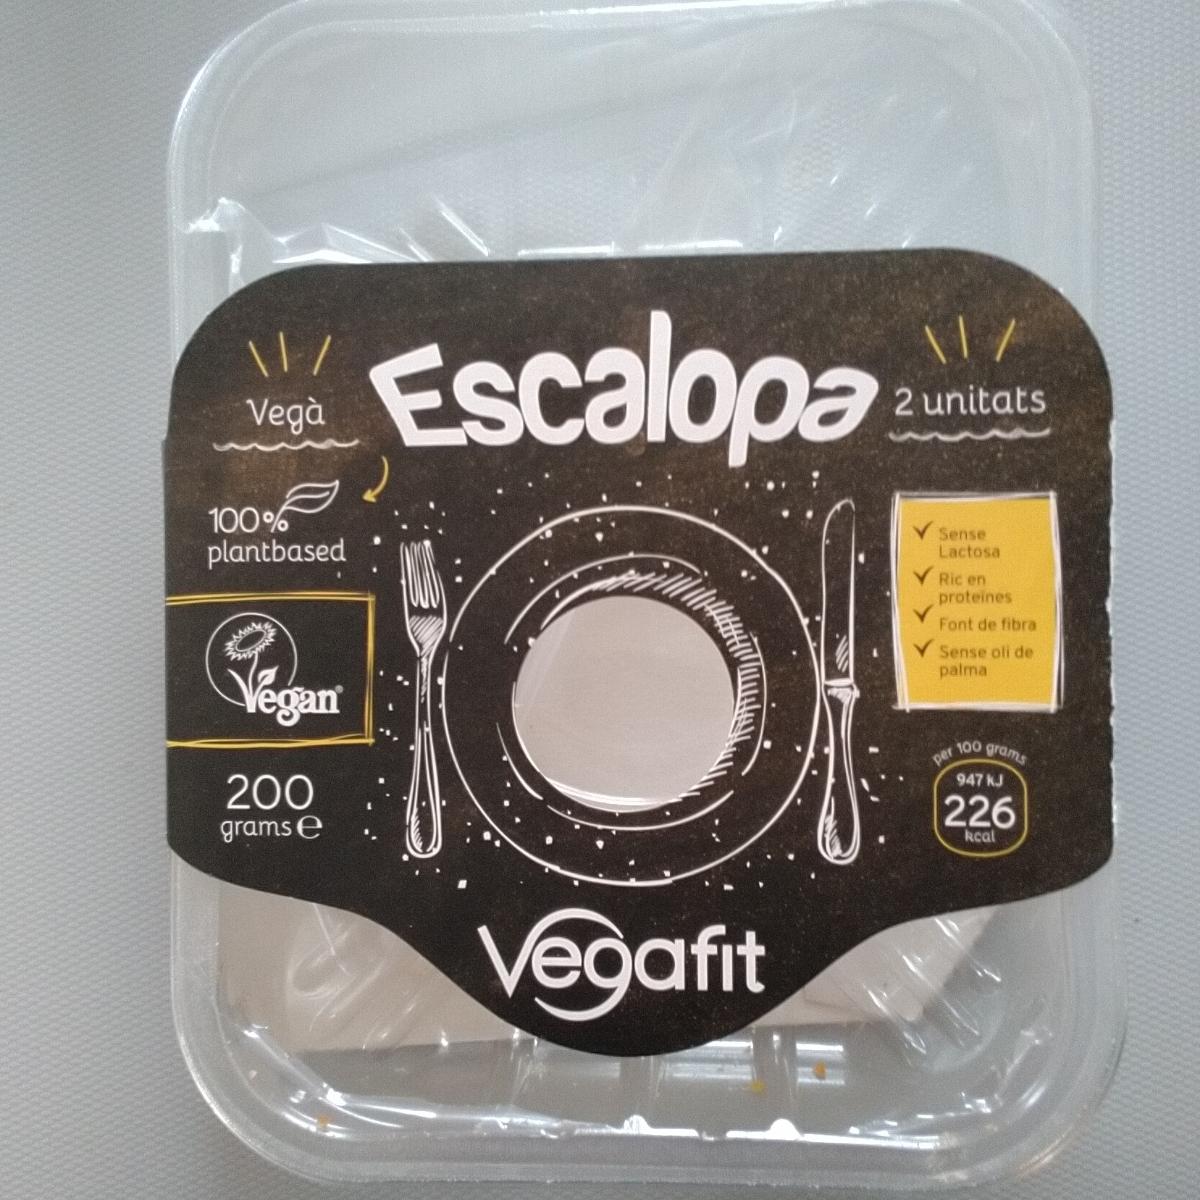 Escalopa
Vegà
2 unitats
100%
plantbased
Vegan®
200
grams ℮
✓ Sense
Lactosa
✓ Ric en
proteïnes
✓ Font de fibra
✓ Sense oli de
palma
per 100 grams
947 kJ
226
kcal
Vegafit